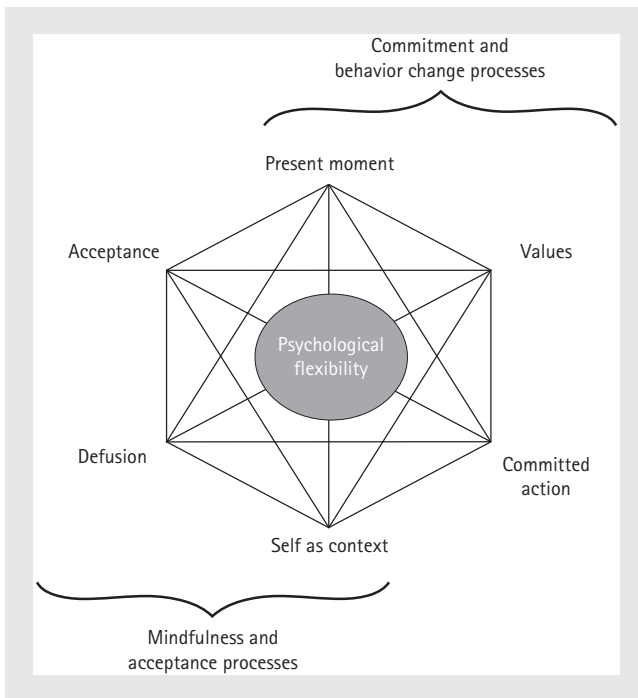 Commitment and
behavior change processes
Present moment
Acceptance
Values
Psychological
flexibility
Defusion
Committed
action
Self as context
Mindfulness and
acceptance processes